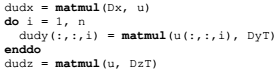 dudx = matmul(Dx, u)
do i = 1, n
  dudy(:,:,i) = matmul(u(:,:,i), DyT)
enddo
dudz = matmul(u, DzT)